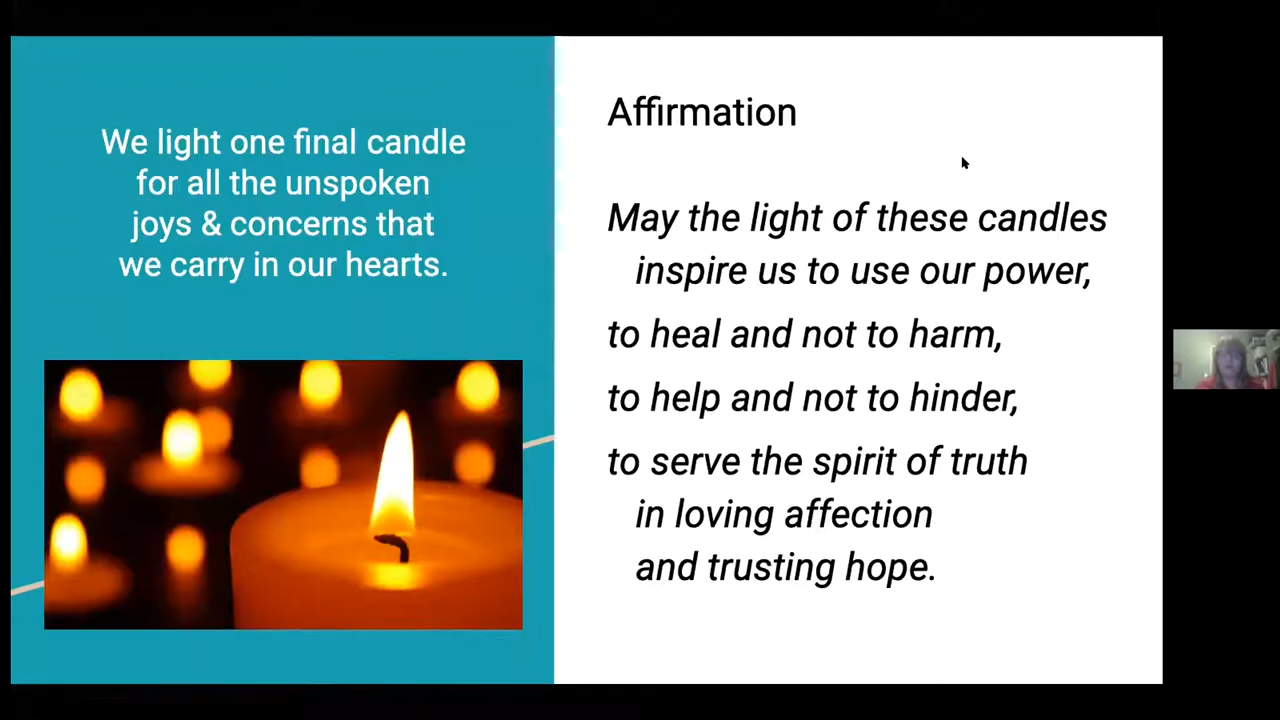 We light one final candle
for all the unspoken
joys & concerns that
we carry in our hearts.
Affirmation
May the light of these candles
inspire us to use our power,
to heal and not to harm,
to help and not to hinder,
to serve the spirit of truth
in loving affection
and trusting hope.